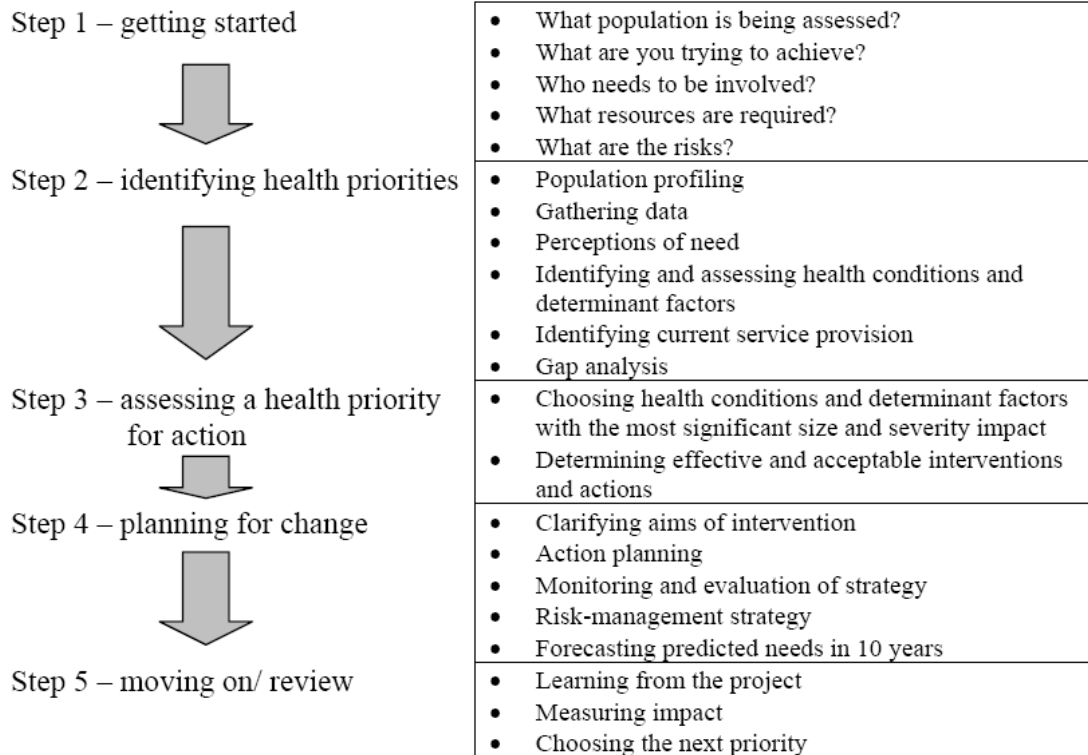 Step 1 – getting started
• What population is being assessed?
• What are you trying to achieve?
• Who needs to be involved?
• What resources are required?
• What are the risks?
Step 2 – identifying health priorities
• Population profiling
• Gathering data
• Perceptions of need
• Identifying and assessing health conditions and
determinant factors
• Identifying current service provision
• Gap analysis
Step 3 – assessing a health priority
for action
• Choosing health conditions and determinant factors
with the most significant size and severity impact
• Determining effective and acceptable interventions
and actions
Step 4 – planning for change
• Clarifying aims of intervention
• Action planning
• Monitoring and evaluation of strategy
• Risk-management strategy
• Forecasting predicted needs in 10 years
Step 5 – moving on/ review
• Learning from the project
• Measuring impact
• Choosing the next priority